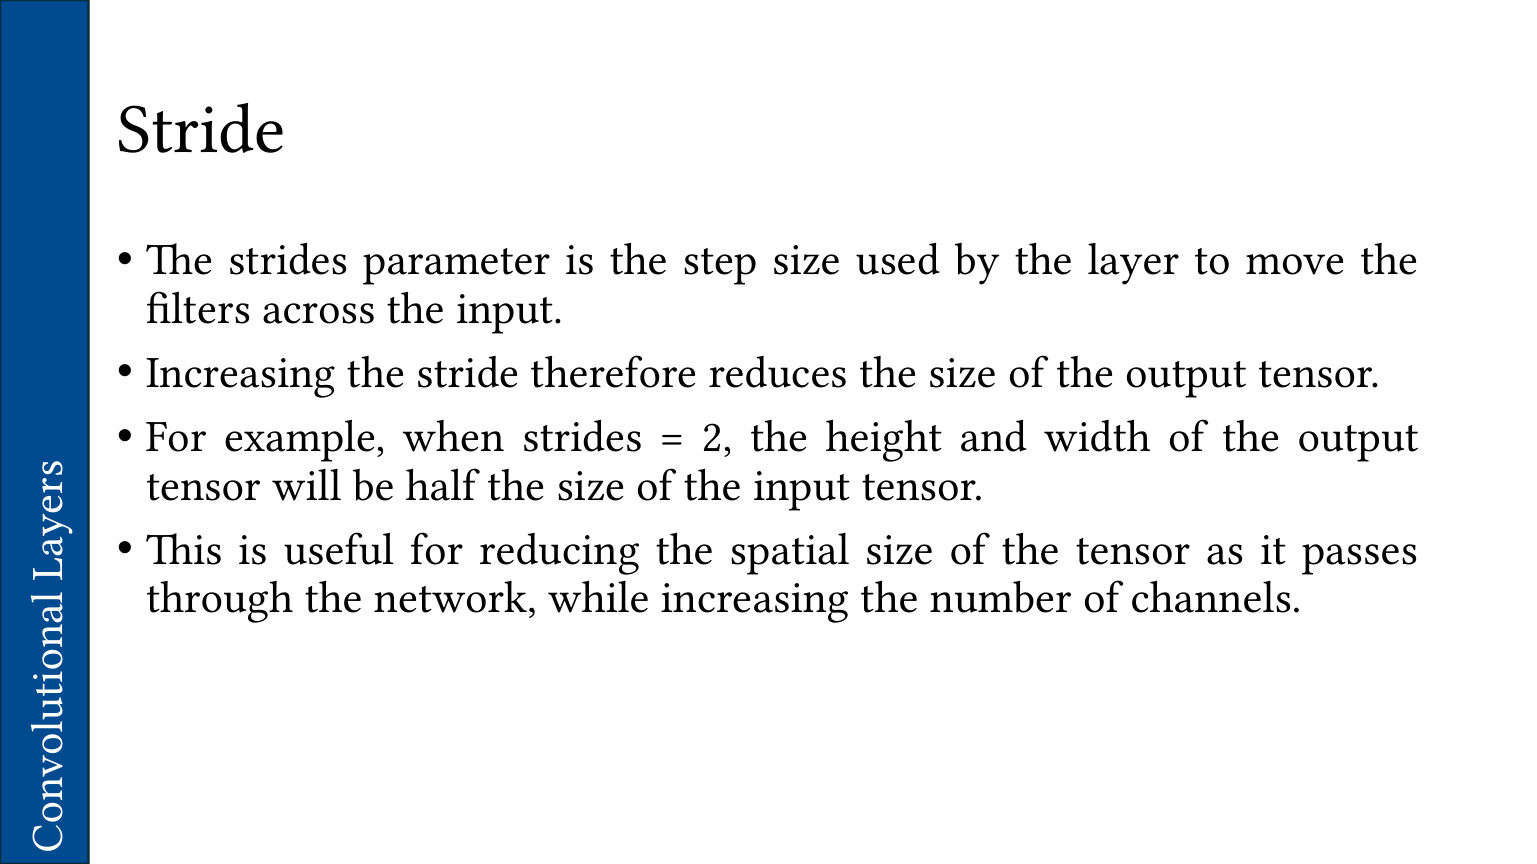 Convolutional Layers
Stride
• The strides parameter is the step size used by the layer to move the
filters across the input.
• Increasing the stride therefore reduces the size of the output tensor.
• For example, when strides = 2, the height and width of the output
tensor will be half the size of the input tensor.
• This is useful for reducing the spatial size of the tensor as it passes
through the network, while increasing the number of channels.